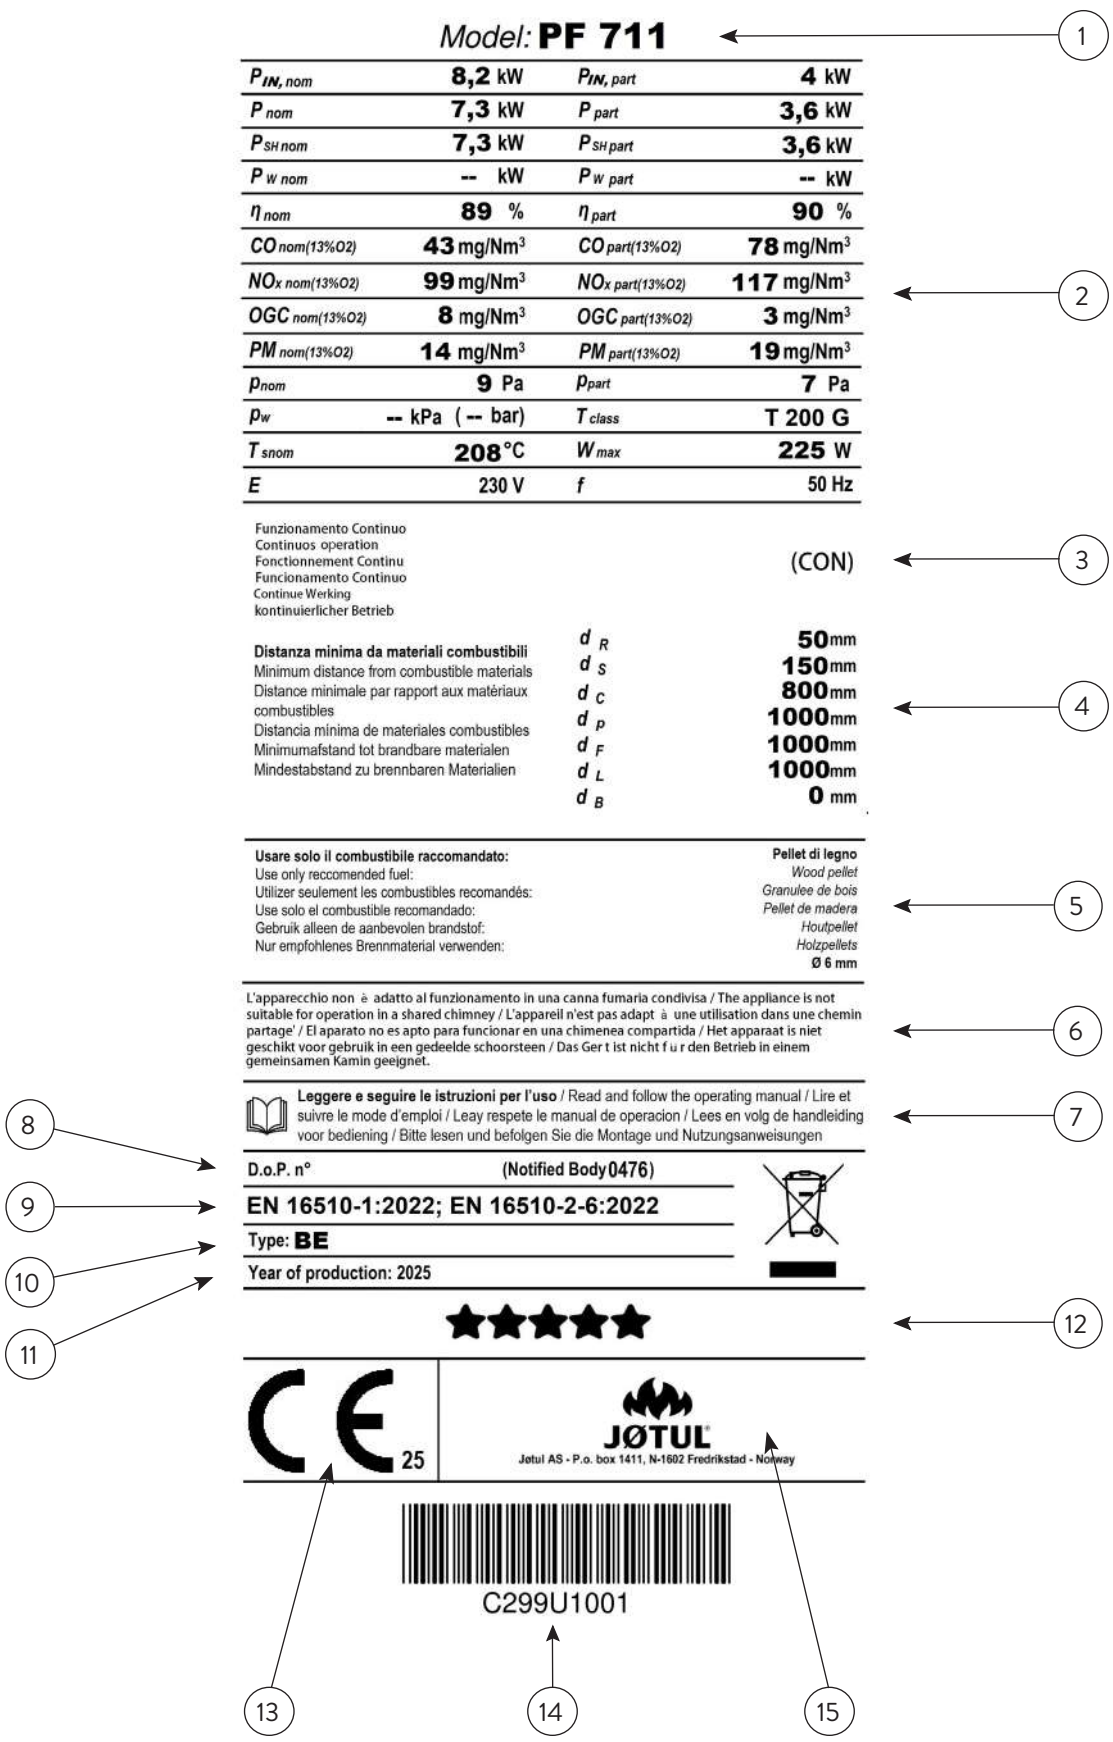 Model: PF 711
1
P IN, nom 8,2 kW P IN, part 4 kW
P nom 7,3 kW P part 3,6 kW
P SH nom 7,3 kW P SH part 3,6 kW
P W nom -- kW P W part -- kW
η nom 89 % η part 90 %
CO nom(13%O2) 43 mg/Nm³ CO part(13%O2) 78 mg/Nm³
NOx nom(13%O2) 99 mg/Nm³ NOx part(13%O2) 117 mg/Nm³
2
OGC nom(13%O2) 8 mg/Nm³ OGC part(13%O2) 3 mg/Nm³
PM nom(13%O2) 14 mg/Nm³ PM part(13%O2) 19 mg/Nm³
p nom 9 Pa p part 7 Pa
p w -- kPa ( -- bar) T class T 200 G
T snom 208°C W max 225 W
E 230 V f 50 Hz
Funzionamento Continuo
Continuos operation
Fonctionnement Continu
Funcionamento Continuo
Continue Werking
kontinuierlicher Betrieb
(CON)
3
Distanza minima da materiali combustibili
Minimum distance from combustible materials
Distance minimale par rapport aux matériaux
combustibles
Distancia mínima de materiales combustibles
Minimumafstand tot brandbare materialen
Mindestabstand zu brennbaren Materialien
d R 50mm
d S 150mm
d C 800mm
d P 1000mm
d F 1000mm
d L 1000mm
d B 0 mm
4
Usare solo il combustibile raccomandato: Pellet di legno
Use only reccomended fuel: Wood pellet
Utilizer seulement les combustibles recomandés: Granulee de bois
Use solo el combustible recomandado: Pellet de madera
Gebruik alleen de aanbevolen brandstof: Houtpellet
Nur empfohlenes Brennmaterial verwenden: Holzpellets
Ø 6 mm
5
L'apparecchio non è adatto al funzionamento in una canna fumaria condivisa / The appliance is not
suitable for operation in a shared chimney / L'appareil n'est pas adapt à une utilisation dans une chemin
partage' / El aparato no es apto para funcionar en una chimenea compartida / Het apparaat is niet
geschikt voor gebruik in een gedeelde schoorsteen / Das Ger t ist nicht f u r den Betrieb in einem
gemeinsamen Kamin geeignet.
6
Leggere e seguire le istruzioni per l'uso / Read and follow the operating manual / Lire et
suivre le mode d'emploi / Leay respete le manual de operacion / Lees en volg de handleiding
voor bediening / Bitte lesen und befolgen Sie die Montage und Nutzungsanweisungen
7
8
D.o.P. n° (Notified Body 0476)
9
EN 16510-1:2022; EN 16510-2-6:2022
10
Type: BE
11
Year of production: 2025
12
CE 25
JØTUL
Jøtul AS - P.o. box 1411, N-1602 Fredrikstad - Norway
C299U1001
13
14
15